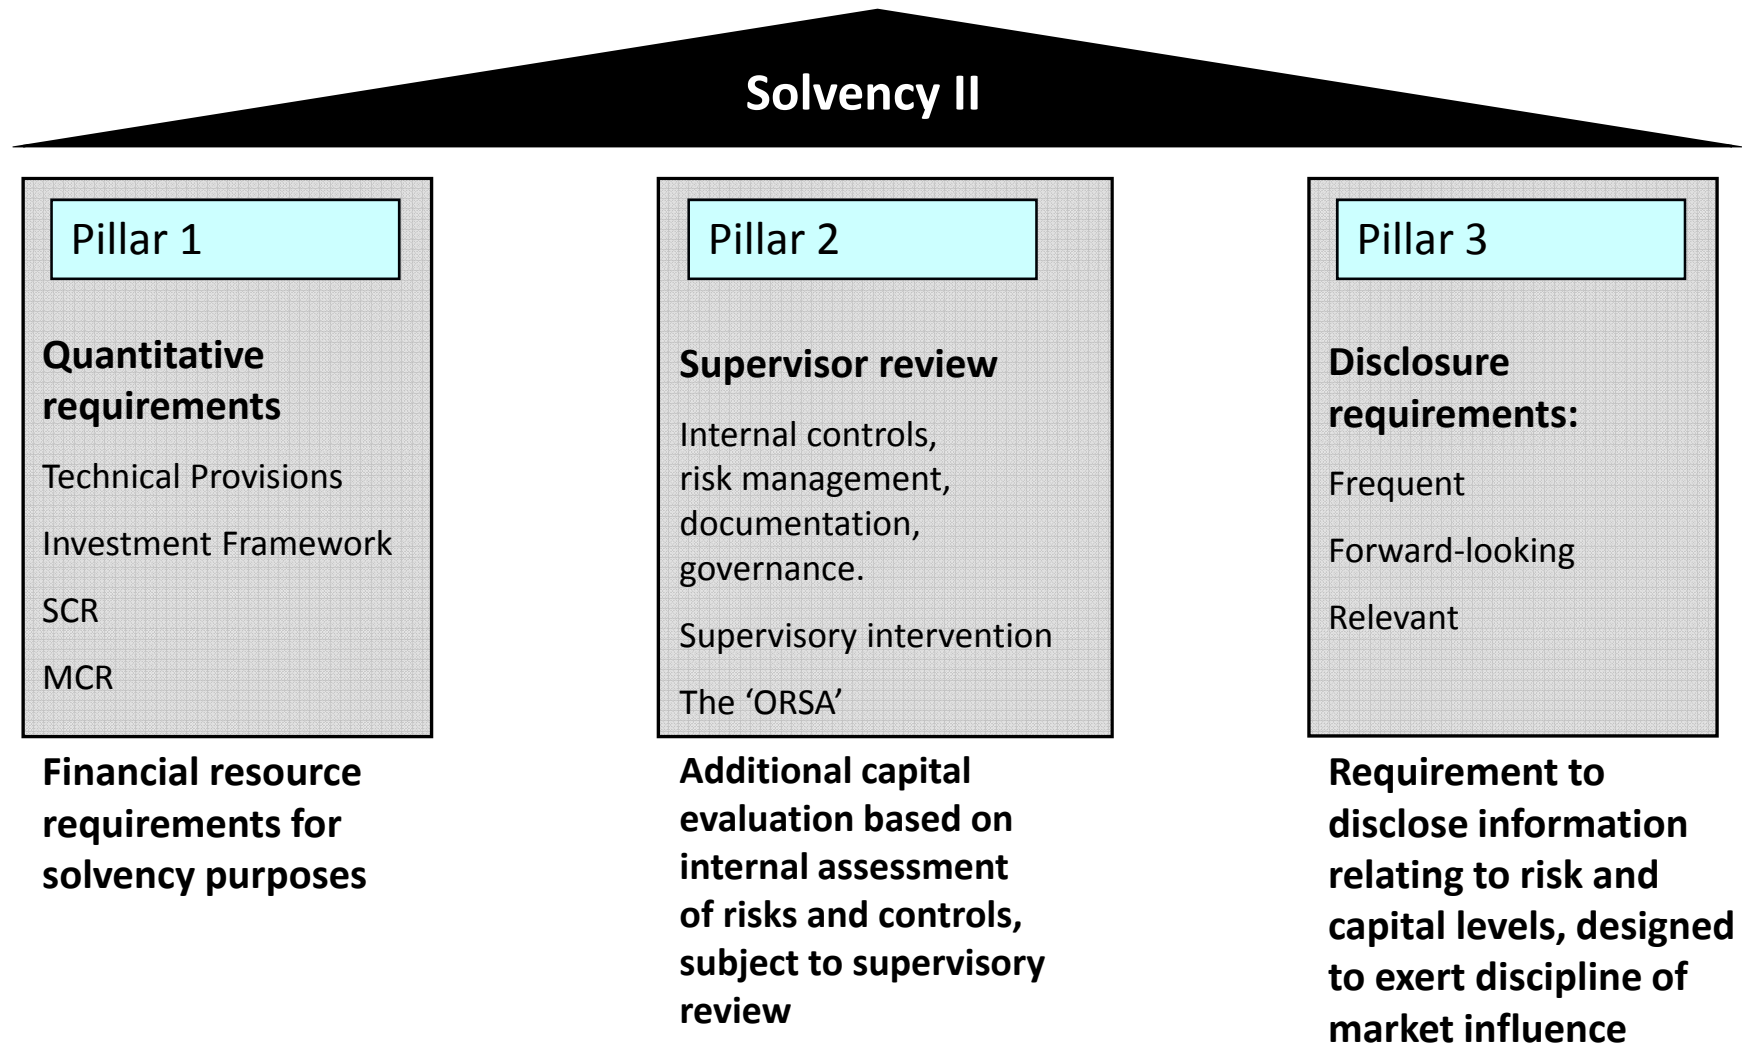 Solvency II
Pillar 1
Quantitative
requirements
Technical Provisions
Investment Framework
SCR
MCR
Financial resource
requirements for
solvency purposes
Pillar 2
Supervisor review
Internal controls,
risk management,
documentation,
governance.
Supervisory intervention
The ‘ORSA’
Additional capital
evaluation based on
internal assessment
of risks and controls,
subject to supervisory
review
Pillar 3
Disclosure
requirements:
Frequent
Forward-looking
Relevant
Requirement to
disclose information
relating to risk and
capital levels, designed
to exert discipline of
market influence